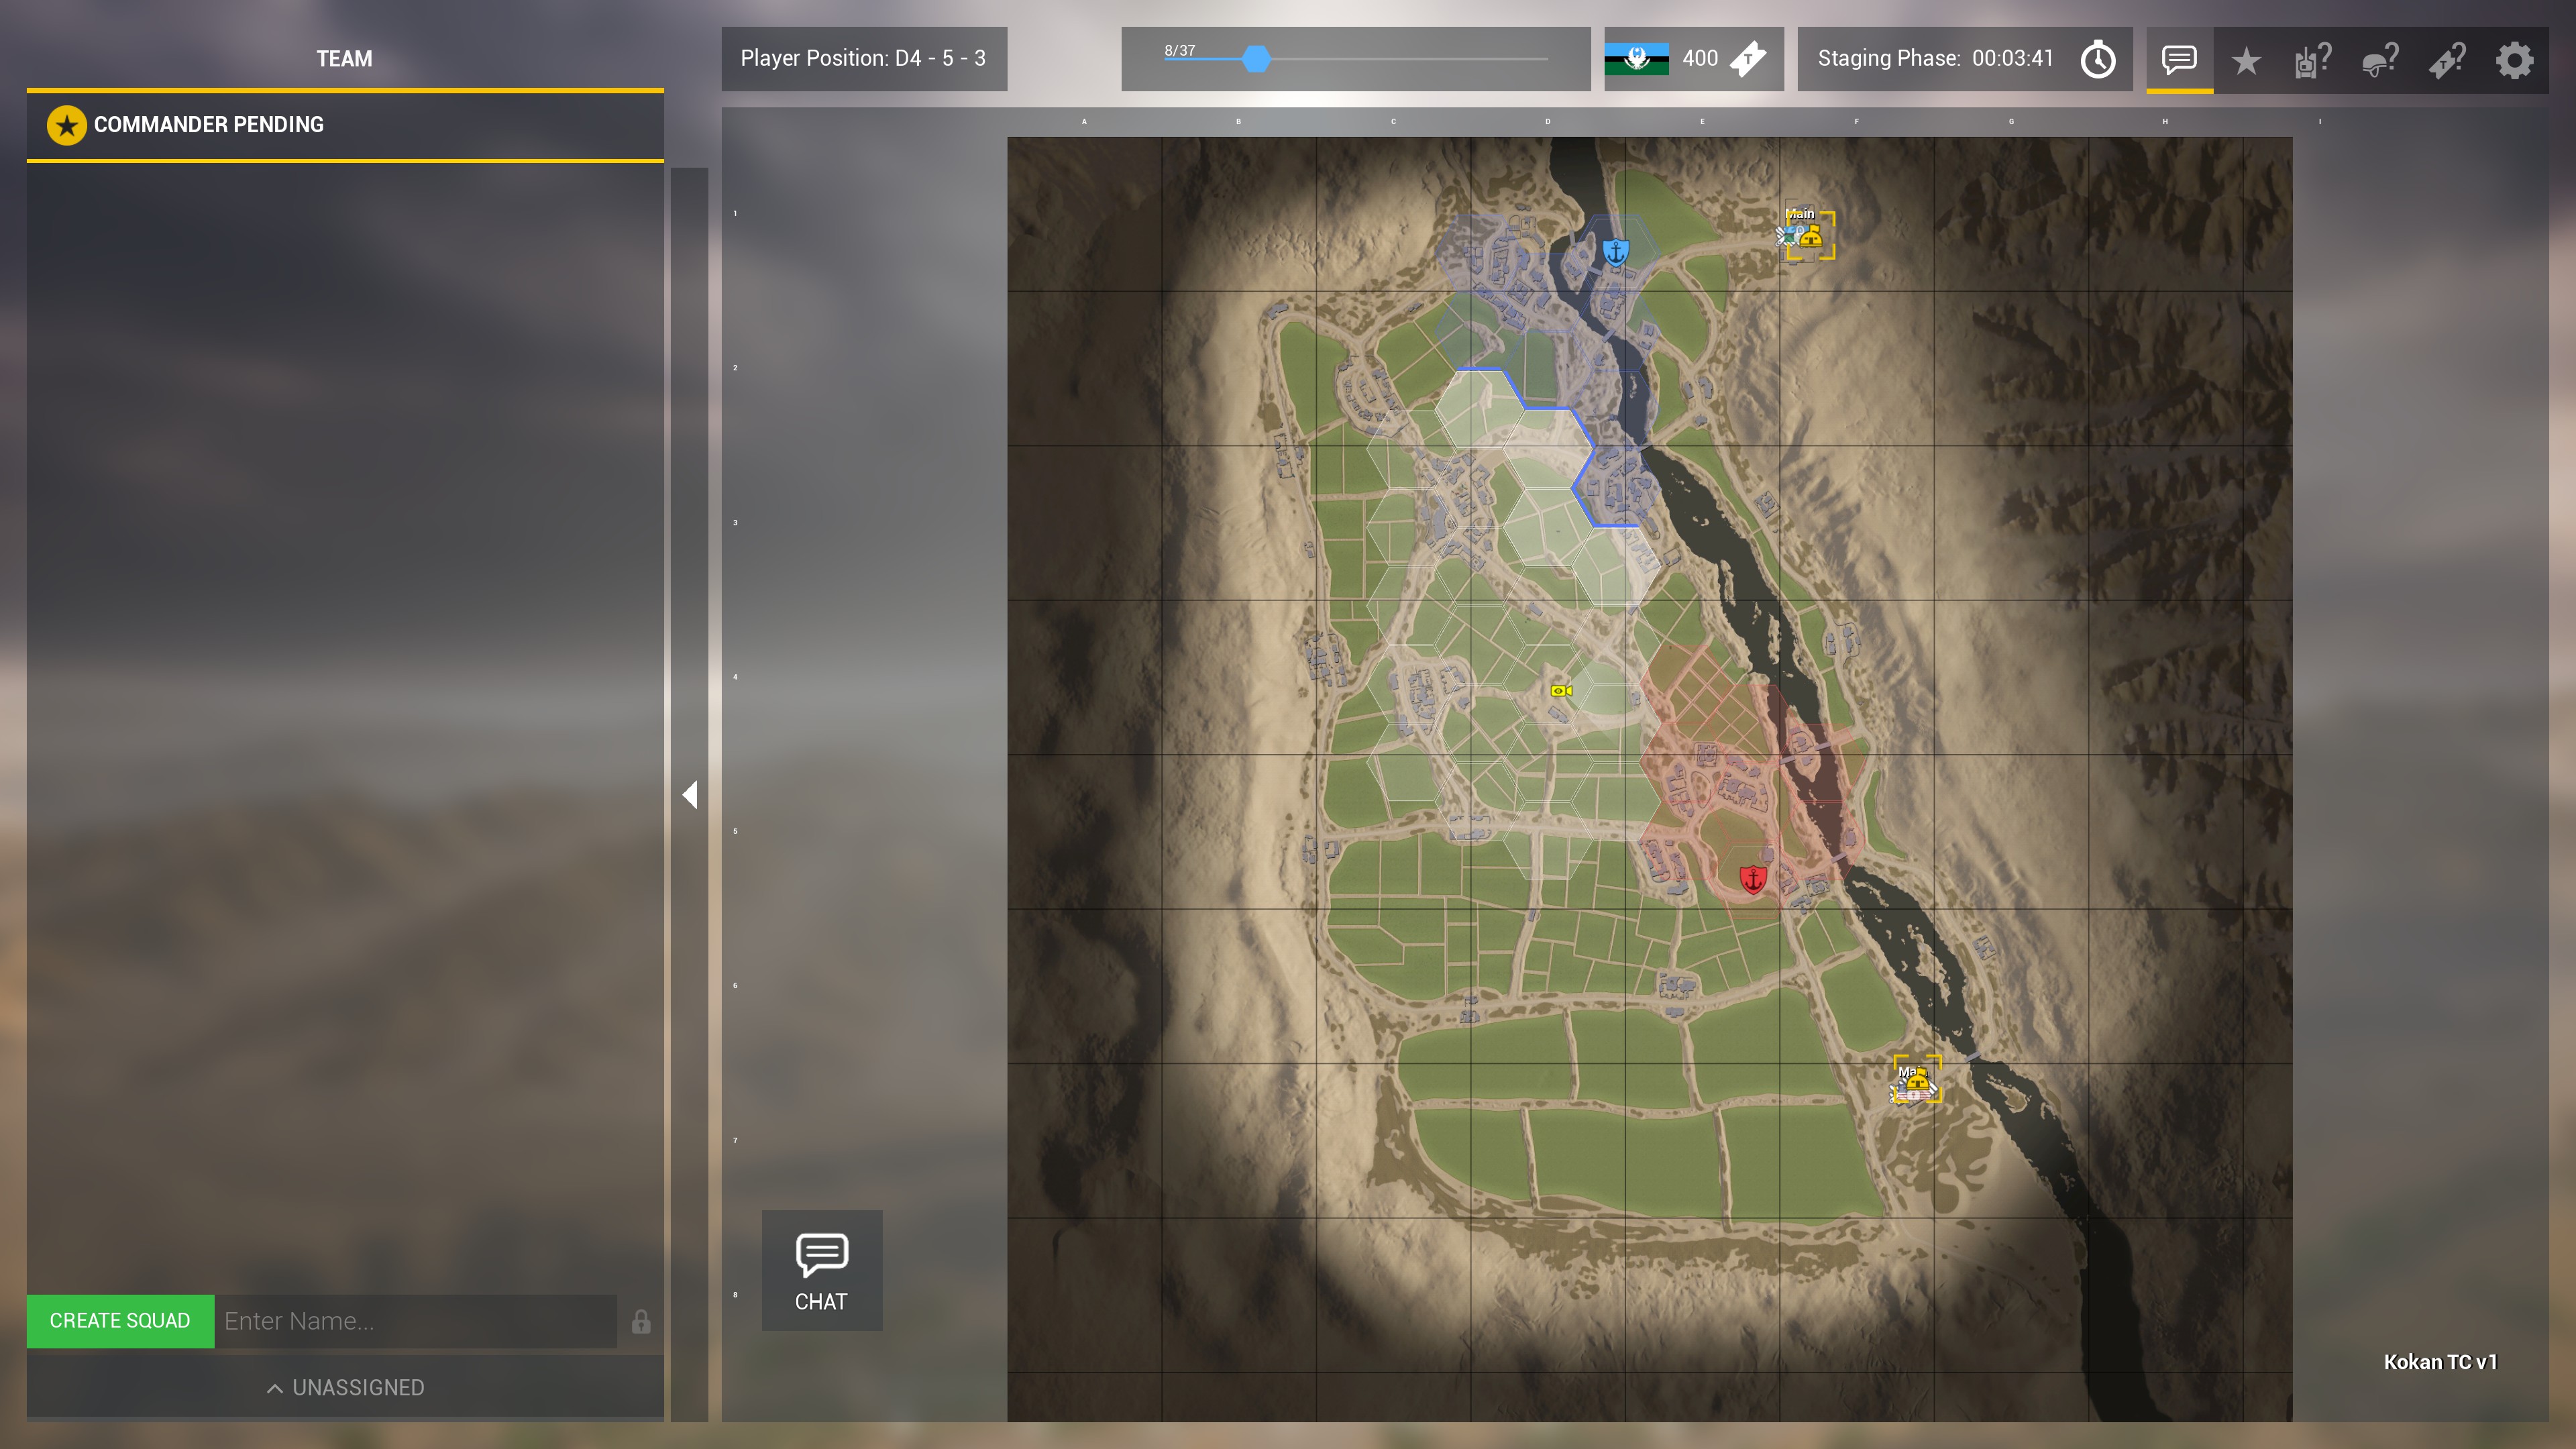 TEAM
COMMANDER PENDING
Player Position: D4 - 5 - 3
8/37
400
T
Staging Phase: 00:03:41
?
?
T ?
A B C D E F G H I
1
2
3
4
5
6
7
8
Main
CHAT
CREATE SQUAD
Enter Name...
UNASSIGNED
Kokan TC v1